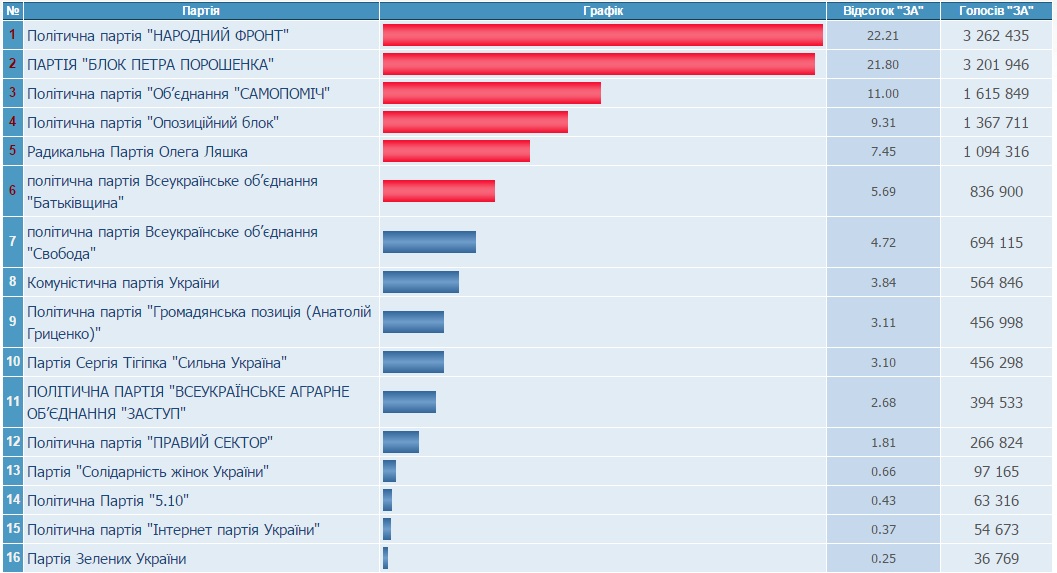 № Партія Графік Відсоток "ЗА" Голосів "ЗА"
1 Політична партія "НАРОДНИЙ ФРОНТ" 22.21 3 262 435
2 ПАРТІЯ "БЛОК ПЕТРА ПОРОШЕНКА" 21.80 3 201 946
3 Політична партія "Об’єднання "САМОПОМІЧ" 11.00 1 615 849
4 Політична партія "Опозиційний блок" 9.31 1 367 711
5 Радикальна Партія Олега Ляшка 7.45 1 094 316
6 політична партія Всеукраїнське об’єднання
"Батьківщина" 5.69 836 900
7 політична партія Всеукраїнське об’єднання
"Свобода" 4.72 694 115
8 Комуністична партія України 3.84 564 846
9 Політична партія "Громадянська позиція (Анатолій
Гриценко)" 3.11 456 998
10 Партія Сергія Тігіпка "Сильна Україна" 3.10 456 298
11 ПОЛІТИЧНА ПАРТІЯ "ВСЕУКРАЇНСЬКЕ АГРАРНЕ
ОБ’ЄДНАННЯ "ЗАСТУП" 2.68 394 533
12 Політична партія "ПРАВИЙ СЕКТОР" 1.81 266 824
13 Партія "Солідарність жінок України" 0.66 97 165
14 Політична Партія "5.10" 0.43 63 316
15 Політична партія "Інтернет партія України" 0.37 54 673
16 Партія Зелених України 0.25 36 769